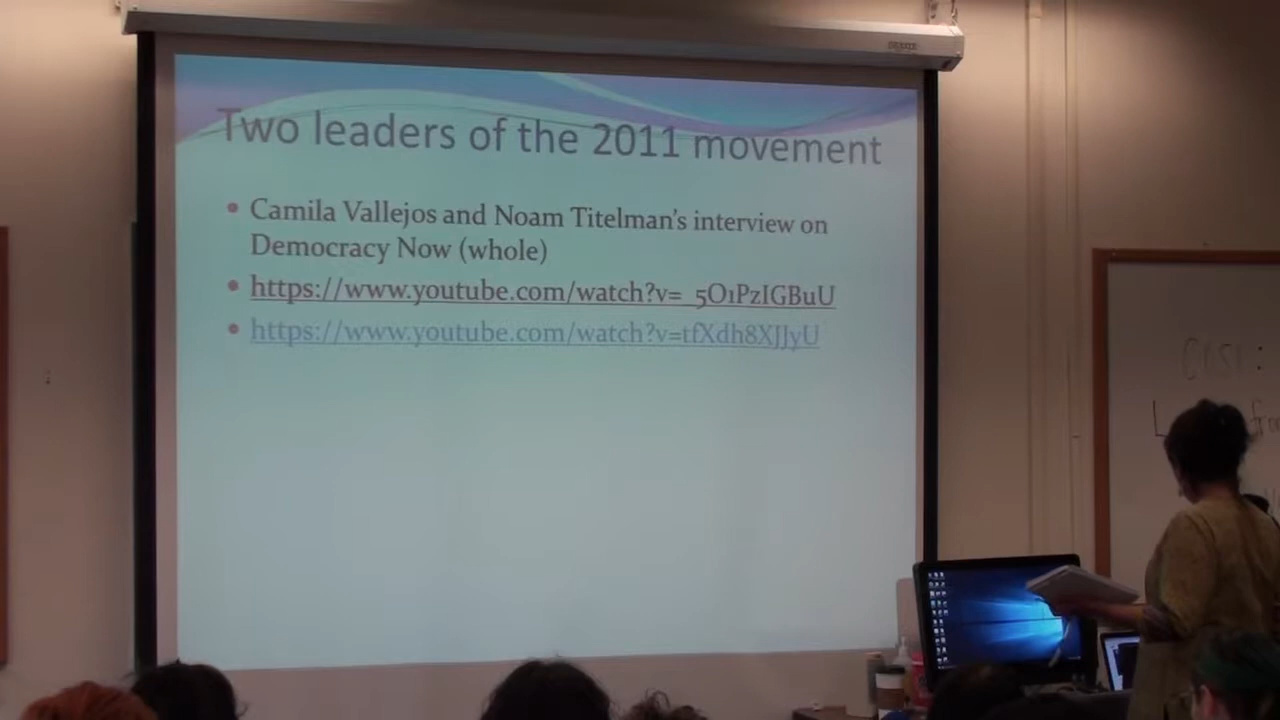 Two leaders of the 2011 movement
• Camila Vallejos and Noam Titelman's interview on
Democracy Now (whole)
• https://www.youtube.com/watch?v=_5O1PzIGBuU
• https://www.youtube.com/watch?v=tfXdh8XJJyU